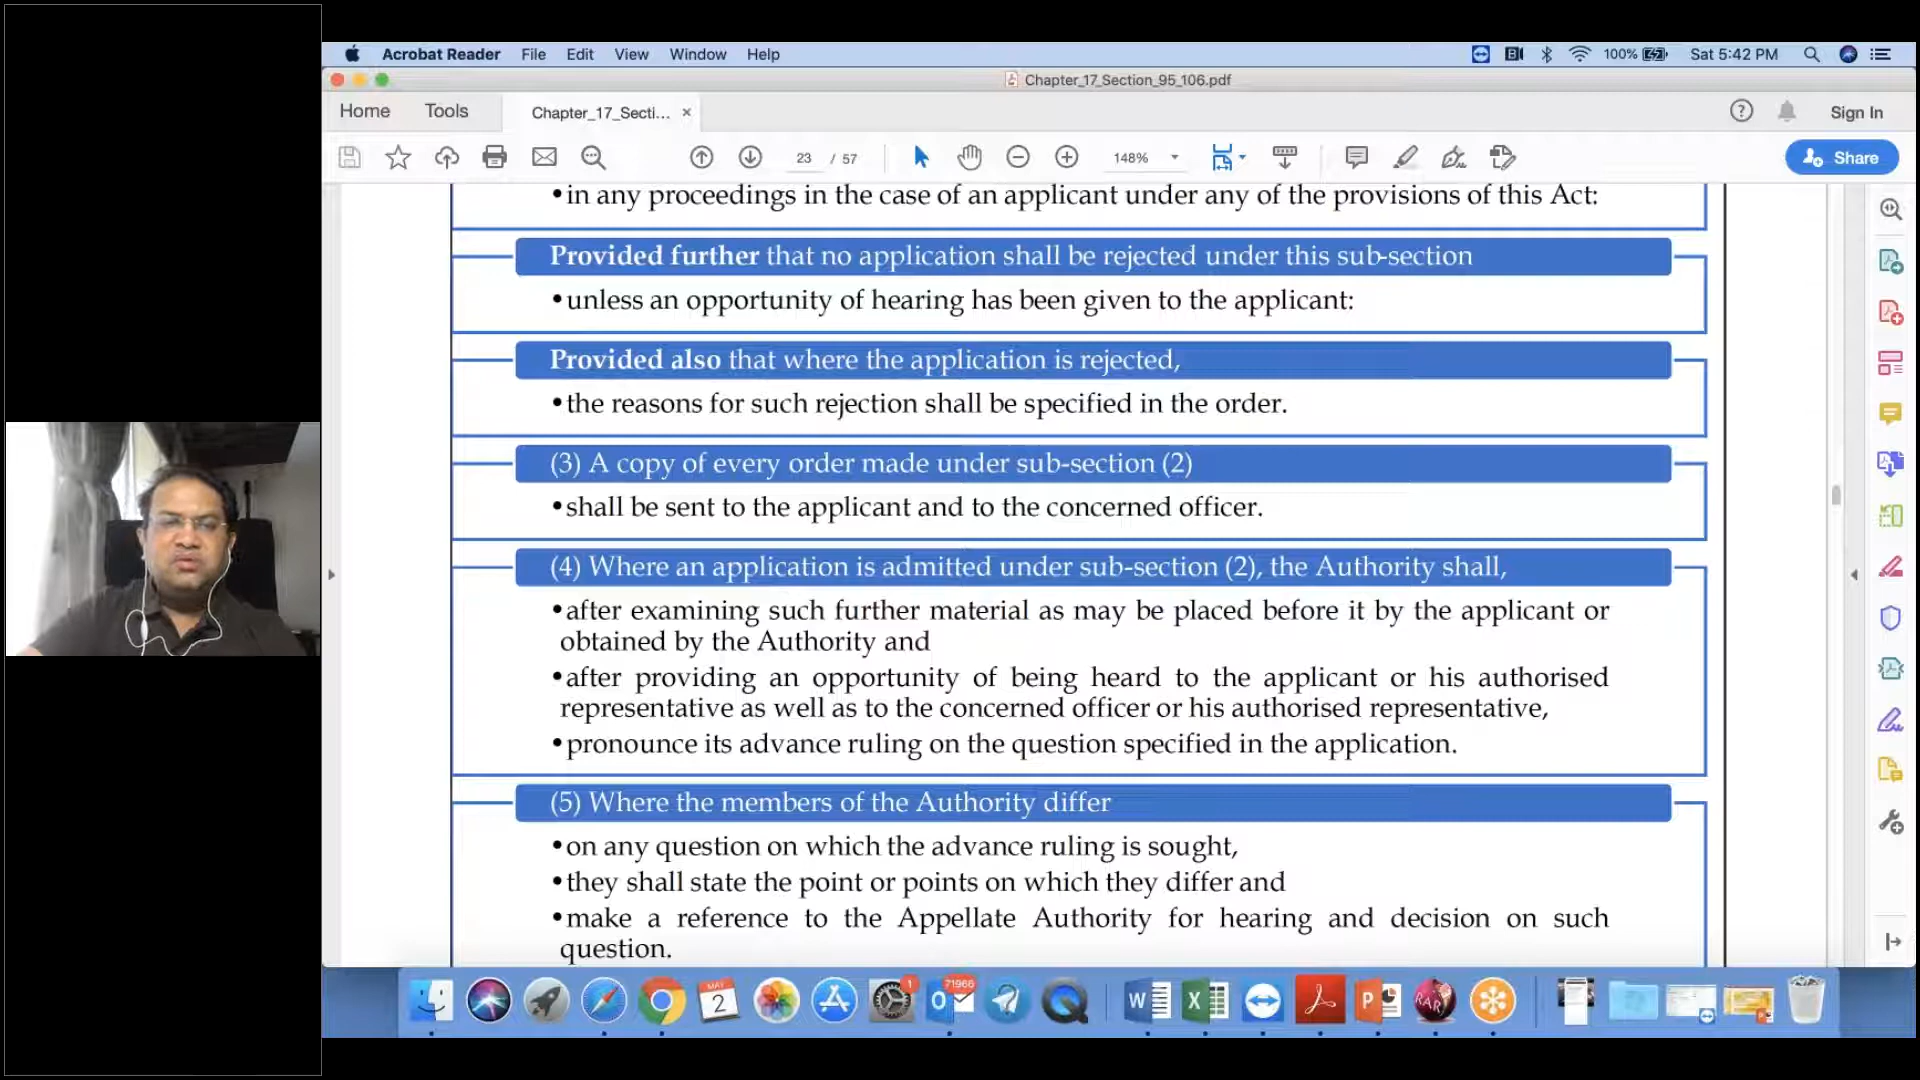 Acrobat Reader File Edit View Window Help 100% Sat 5:42 PM
Chapter_17_Section_95_106.pdf
Home Tools Chapter_17_Secti... × Sign In
23 / 57 148% Share
•in any proceedings in the case of an applicant under any of the provisions of this Act:
Provided further that no application shall be rejected under this sub-section
•unless an opportunity of hearing has been given to the applicant:
Provided also that where the application is rejected,
•the reasons for such rejection shall be specified in the order.
(3) A copy of every order made under sub-section (2)
•shall be sent to the applicant and to the concerned officer.
(4) Where an application is admitted under sub-section (2), the Authority shall,
•after examining such further material as may be placed before it by the applicant or
obtained by the Authority and
•after providing an opportunity of being heard to the applicant or his authorised
representative as well as to the concerned officer or his authorised representative,
•pronounce its advance ruling on the question specified in the application.
(5) Where the members of the Authority differ
•on any question on which the advance ruling is sought,
•they shall state the point or points on which they differ and
•make a reference to the Appellate Authority for hearing and decision on such
question.
MAY 2 1 71966 RAR